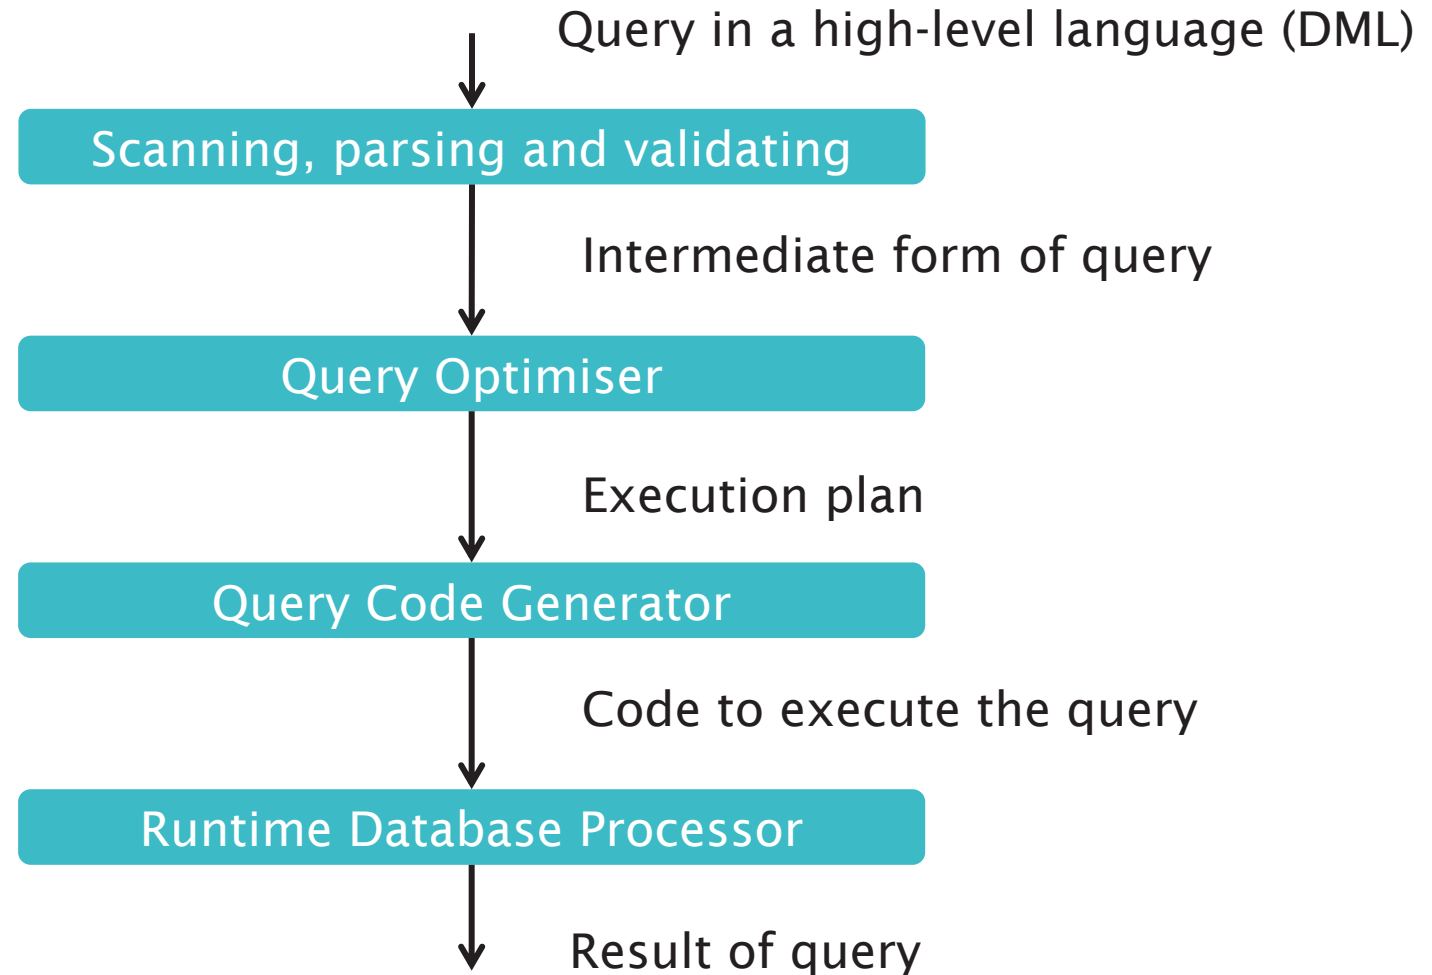 Query in a high-level language (DML)
Scanning, parsing and validating
Intermediate form of query
Query Optimiser
Execution plan
Query Code Generator
Code to execute the query
Runtime Database Processor
Result of query